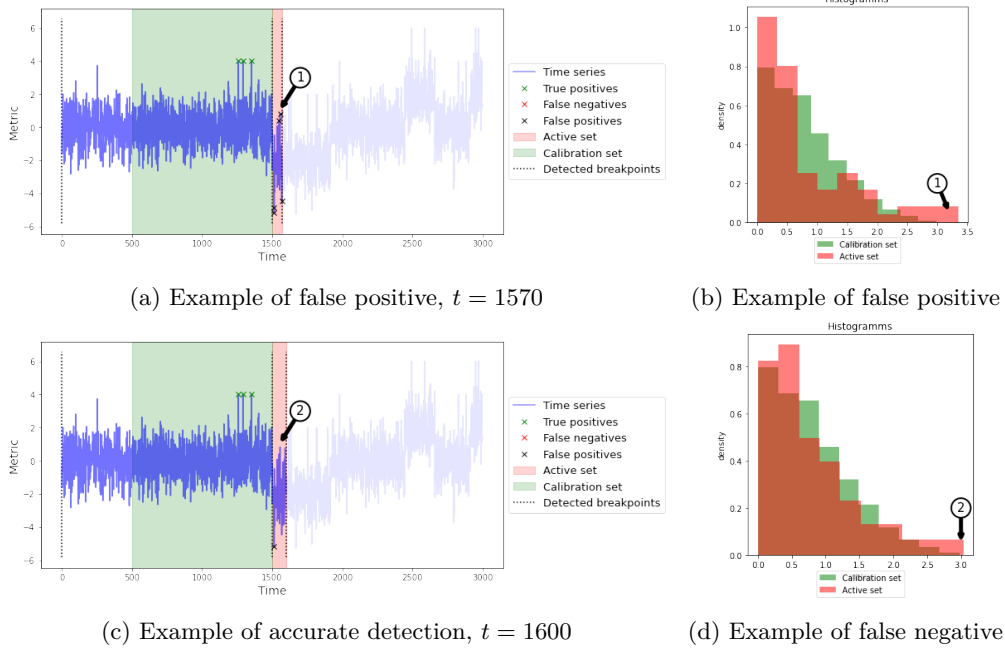 6
4
2
0
−2
−4
−6
Metric
0
500
1000
1500
2000
2500
3000
Time
1
Time series
True positives
False negatives
False positives
Active set
Calibration set
Detected breakpoints
Histogramms
1.0
0.8
0.6
0.4
0.2
0.0
density
0.0 0.5 1.0 1.5 2.0 2.5 3.0 3.5
1
Calibration set
Active set
(a) Example of false positive, t = 1570
(b) Example of false positive
6
4
2
0
−2
−4
−6
Metric
0
500
1000
1500
2000
2500
3000
Time
2
Time series
True positives
False negatives
False positives
Active set
Calibration set
Detected breakpoints
Histogramms
0.8
0.6
0.4
0.2
0.0
density
0.0 0.5 1.0 1.5 2.0 2.5 3.0
2
Calibration set
Active set
(c) Example of accurate detection, t = 1600
(d) Example of false negative